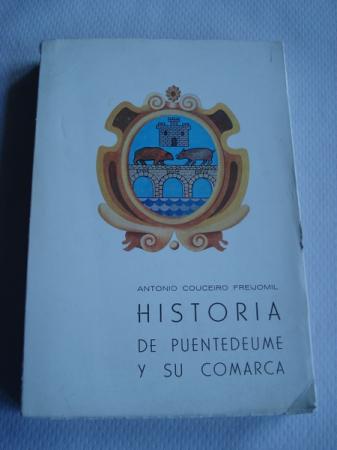 ANTONIO COUCEIRO FREIJOMIL
HISTORIA
DE PUENTEDEUME
Y SU COMARCA